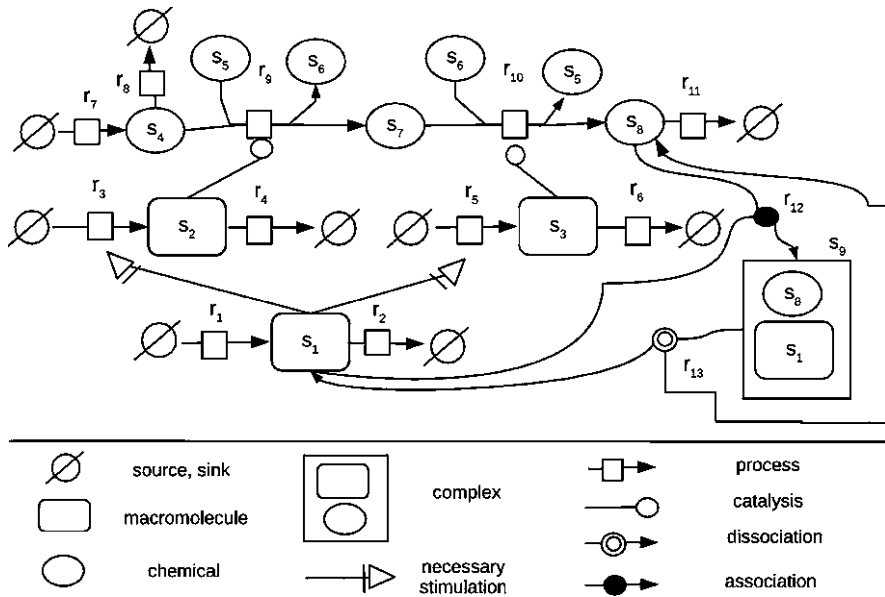 r8
s5
r9
s6
s6
r10
s5
r11
r7
s4
s7
s8
r3
s2
r4
r5
s3
r6
r12
s9
s8
s1
r1
s1
r2
r13
source, sink
macromolecule
chemical
complex
necessary
stimulation
process
catalysis
dissociation
association